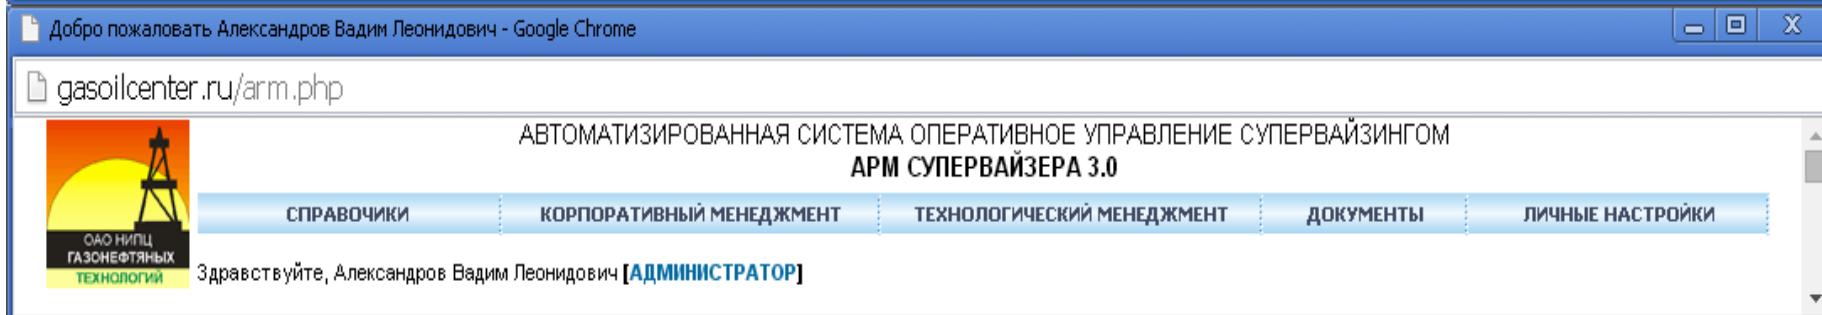 Добро пожаловать Александров Вадим Леонидович - Google Chrome
gasoilcenter.ru/arm.php
АВТОМАТИЗИРОВАННАЯ СИСТЕМА ОПЕРАТИВНОЕ УПРАВЛЕНИЕ СУПЕРВАЙЗИНГОМ
АРМ СУПЕРВАЙЗЕРА 3.0
СПРАВОЧИКИ КОРПОРАТИВНЫЙ МЕНЕДЖМЕНТ ТЕХНОЛОГИЧЕСКИЙ МЕНЕДЖМЕНТ ДОКУМЕНТЫ ЛИЧНЫЕ НАСТРОЙКИ
ОАО НИПЦ
ГАЗОНЕФТЯНЫХ
ТЕХНОЛОГИЙ
Здравствуйте, Александров Вадим Леонидович [АДМИНИСТРАТОР]